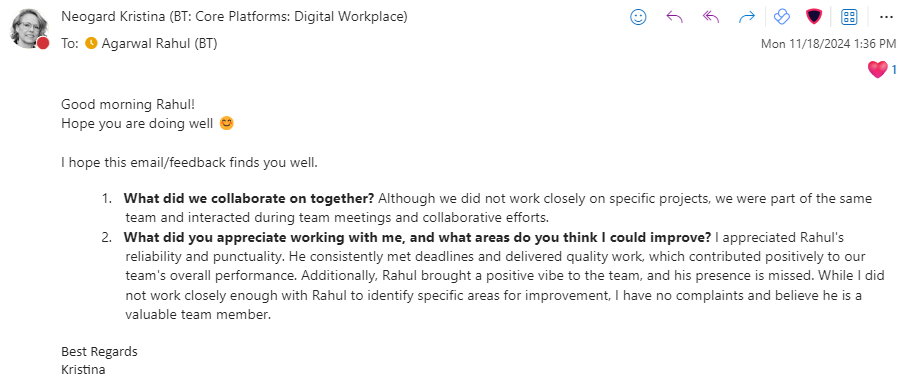 Neogard Kristina (BT: Core Platforms: Digital Workplace)
To: Agarwal Rahul (BT)
Mon 11/18/2024 1:36 PM
1
Good morning Rahul!
Hope you are doing well 😊
I hope this email/feedback finds you well.
1. What did we collaborate on together? Although we did not work closely on specific projects, we were part of the same
team and interacted during team meetings and collaborative efforts.
2. What did you appreciate working with me, and what areas do you think I could improve? I appreciated Rahul's
reliability and punctuality. He consistently met deadlines and delivered quality work, which contributed positively to our
team's overall performance. Additionally, Rahul brought a positive vibe to the team, and his presence is missed. While I did
not work closely enough with Rahul to identify specific areas for improvement, I have no complaints and believe he is a
valuable team member.
Best Regards
Kristina